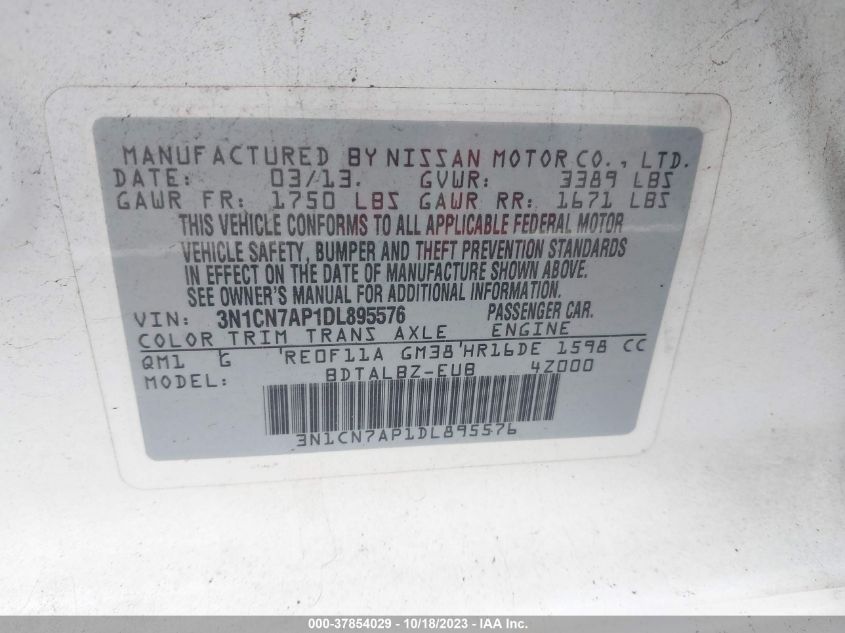 MANUFACTURED BY NISSAN MOTOR CO., LTD.
DATE: 03/13. GVWR: 3389 LBS
GAWR FR: 1750 LBS GAWR RR: 1671 LBS
THIS VEHICLE CONFORMS TO ALL APPLICABLE FEDERAL MOTOR
VEHICLE SAFETY, BUMPER AND THEFT PREVENTION STANDARDS
IN EFFECT ON THE DATE OF MANUFACTURE SHOWN ABOVE.
SEE OWNER'S MANUAL FOR ADDITIONAL INFORMATION.
VIN: 3N1CN7AP1DL895576 PASSENGER CAR.
COLOR TRIM TRANS AXLE ENGINE
QM1 G RE0F11A GM38 HR16DE 1598 CC
MODEL: BDTALBZ-EUB 4Z000
3N1CN7AP1DL895576
000-37854029 - 10/18/2023 - IAA Inc.